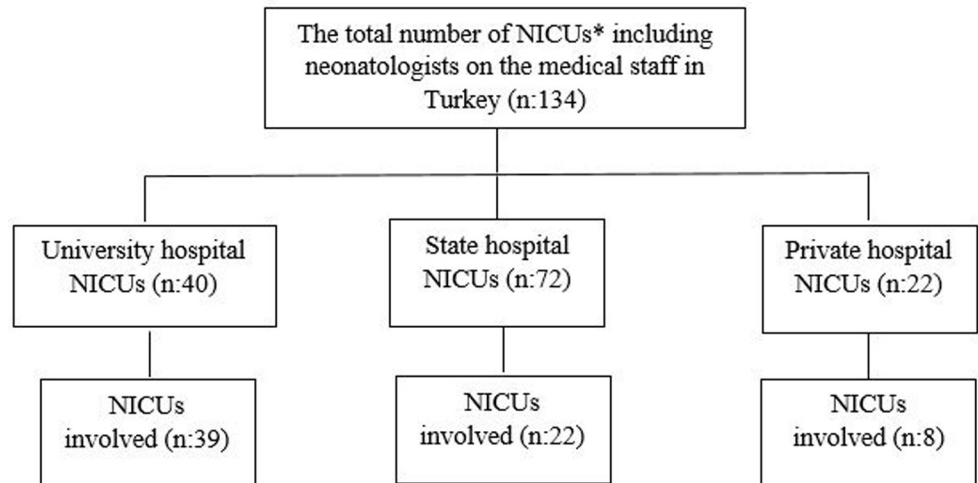 The total number of NICUs* including
neonatologists on the medical staff in
Turkey (n:134)
University hospital
NICUs (n:40)
State hospital
NICUs (n:72)
Private hospital
NICUs (n:22)
NICUs
involved (n:39)
NICUs
involved (n:22)
NICUs
involved (n:8)